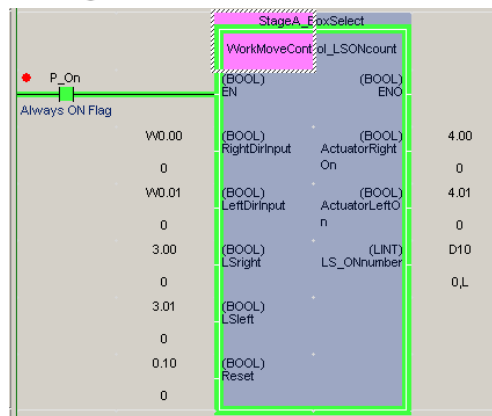 StageA_BoxSelect
WorkMoveControl_LSONcount
P_On
(BOOL)
EN
(BOOL)
ENO
Always ON Flag
W0.00
(BOOL)
RightDirInput
(BOOL)
ActuatorRight
On
4.00
0
0
W0.01
(BOOL)
LeftDirInput
(BOOL)
ActuatorLeftO
n
4.01
0
0
3.00
(BOOL)
LSright
(LINT)
LS_ONnumber
D10
0
0,L
3.01
(BOOL)
LSleft
0
0.10
(BOOL)
Reset
0